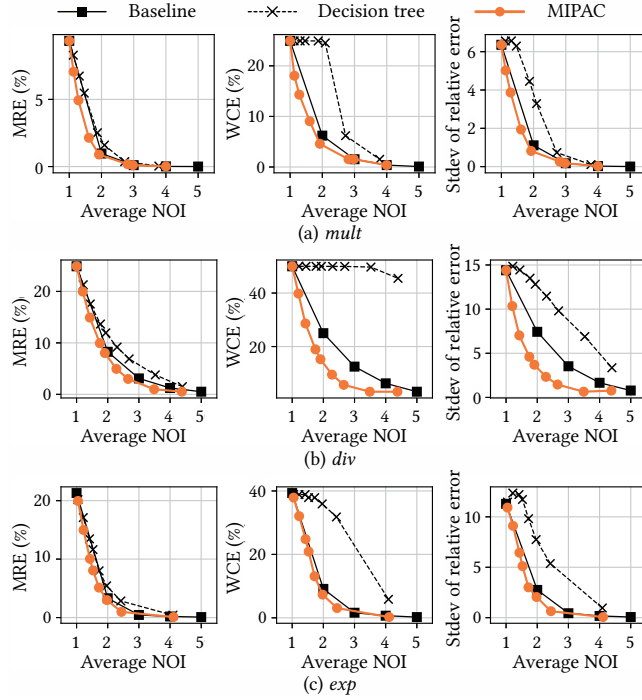 Baseline Decision tree MIPAC
MRE (%) 5 0 1 2 3 4 5 Average NOI
WCE (%) 20 10 0 1 2 3 4 5 Average NOI
Stdev of relative error 6 4 2 0 1 2 3 4 5 Average NOI
(a) mult
MRE (%) 20 10 0 1 2 3 4 5 Average NOI
WCE (%) 40 20 1 2 3 4 5 Average NOI
Stdev of relative error 15 10 5 0 1 2 3 4 5 Average NOI
(b) div
MRE (%) 20 10 0 1 2 3 4 5 Average NOI
WCE (%) 40 20 0 1 2 3 4 5 Average NOI
Stdev of relative error 10 5 0 1 2 3 4 5 Average NOI
(c) exp